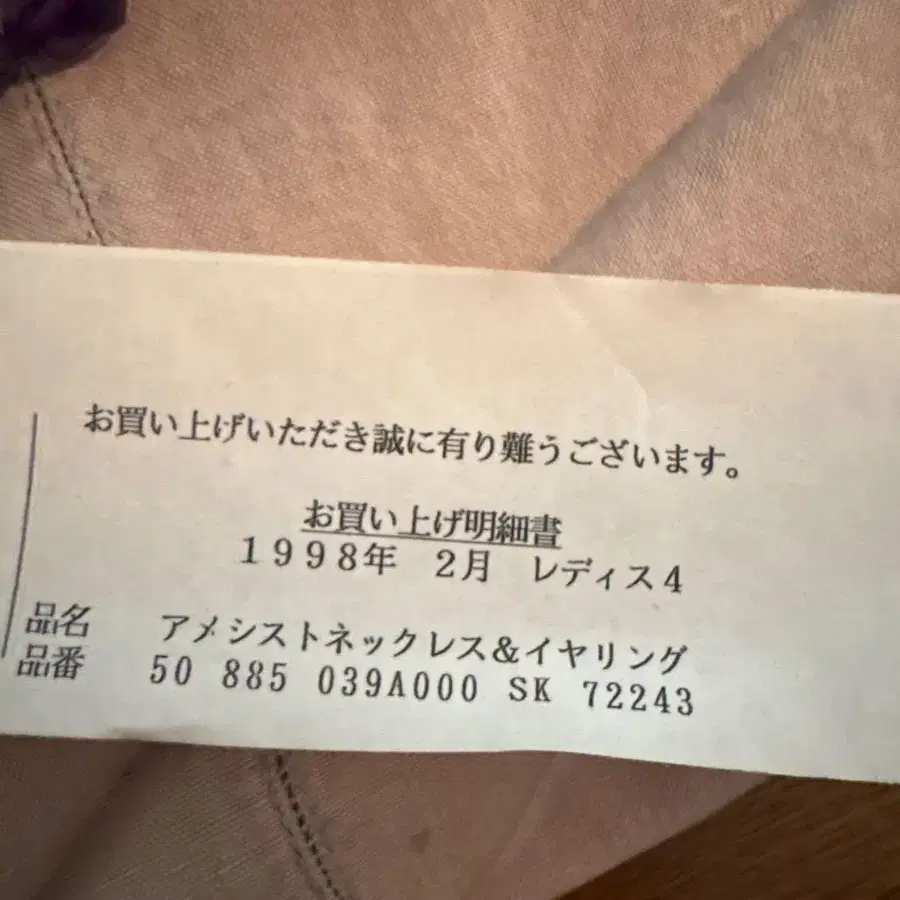 お買い上げいただき誠に有り難うございます。
お買い上げ明細書
1998年 2月 レディス4
品名 アメシストネックレス&イヤリング
品番 50 885 039A000 SK 72243